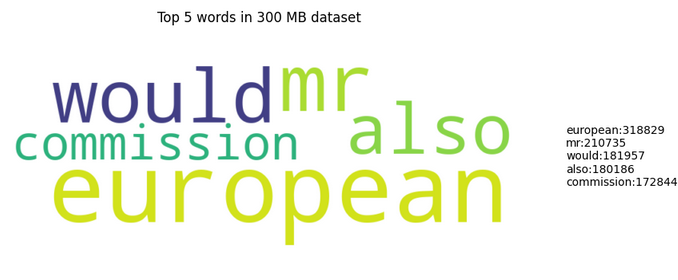 Top 5 words in 300 MB dataset
would mr
also
commission
european
european:318829
mr:210735
would:181957
also:180186
commission:172844